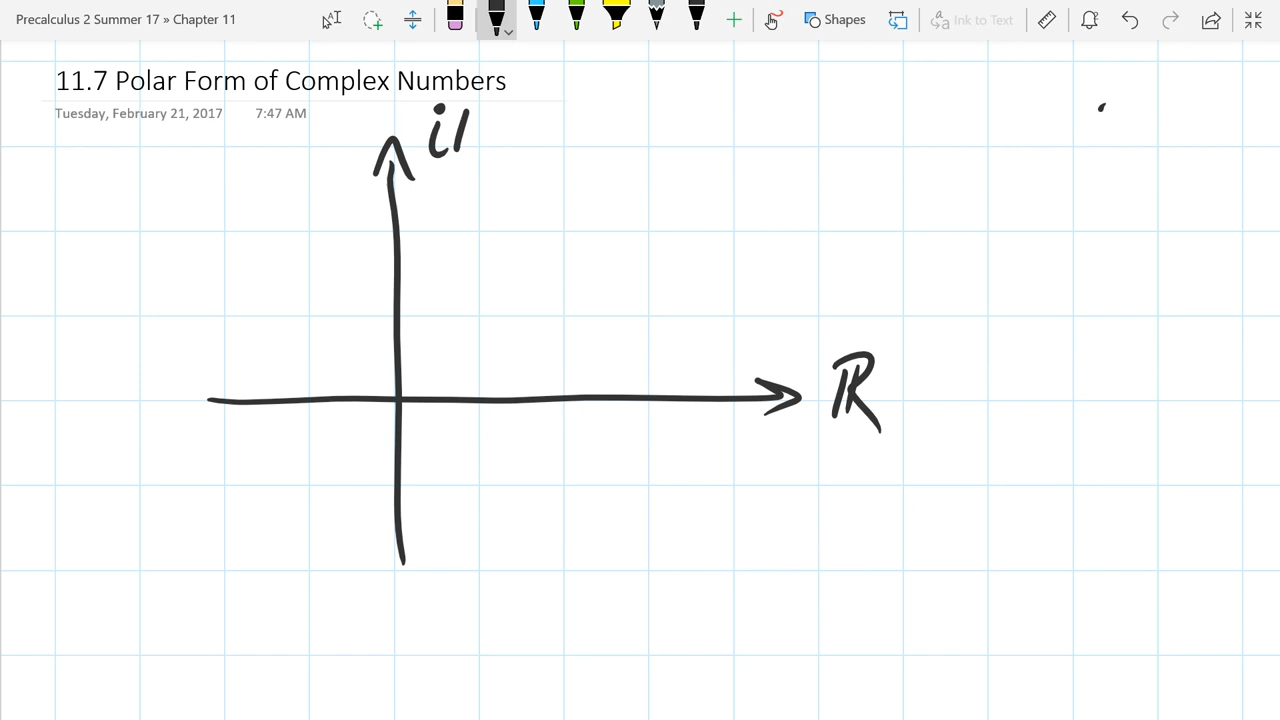 Precalculus 2 Summer 17 » Chapter 11
Shapes
Ink to Text
11.7 Polar Form of Complex Numbers
Tuesday, February 21, 2017 7:47 AM
ℝ